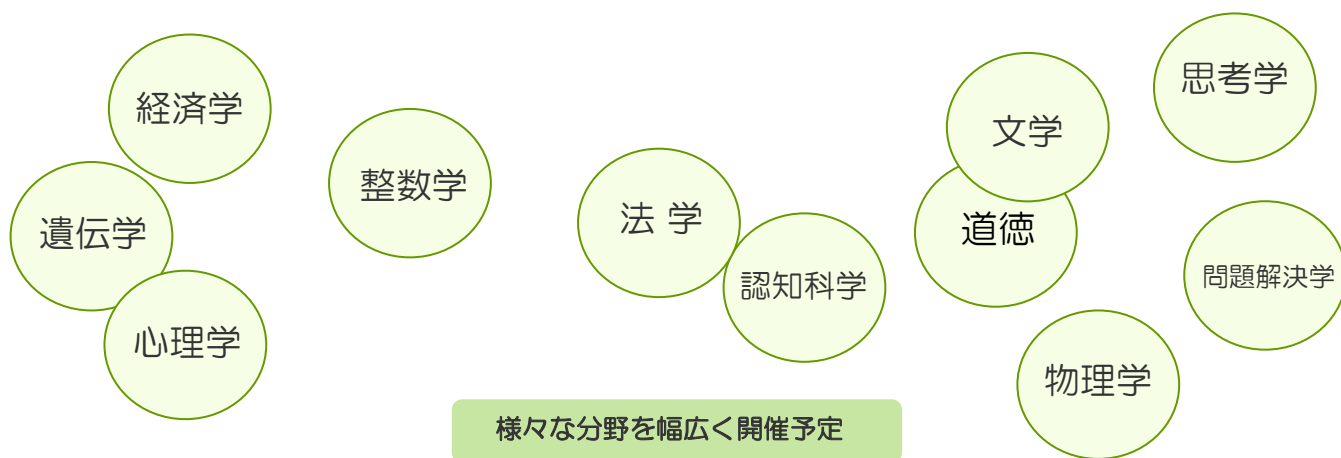 経済学
遺伝学
心理学
整数学
法 学
認知科学
文学
道徳
思考学
問題解決学
物理学
様々な分野を幅広く開催予定